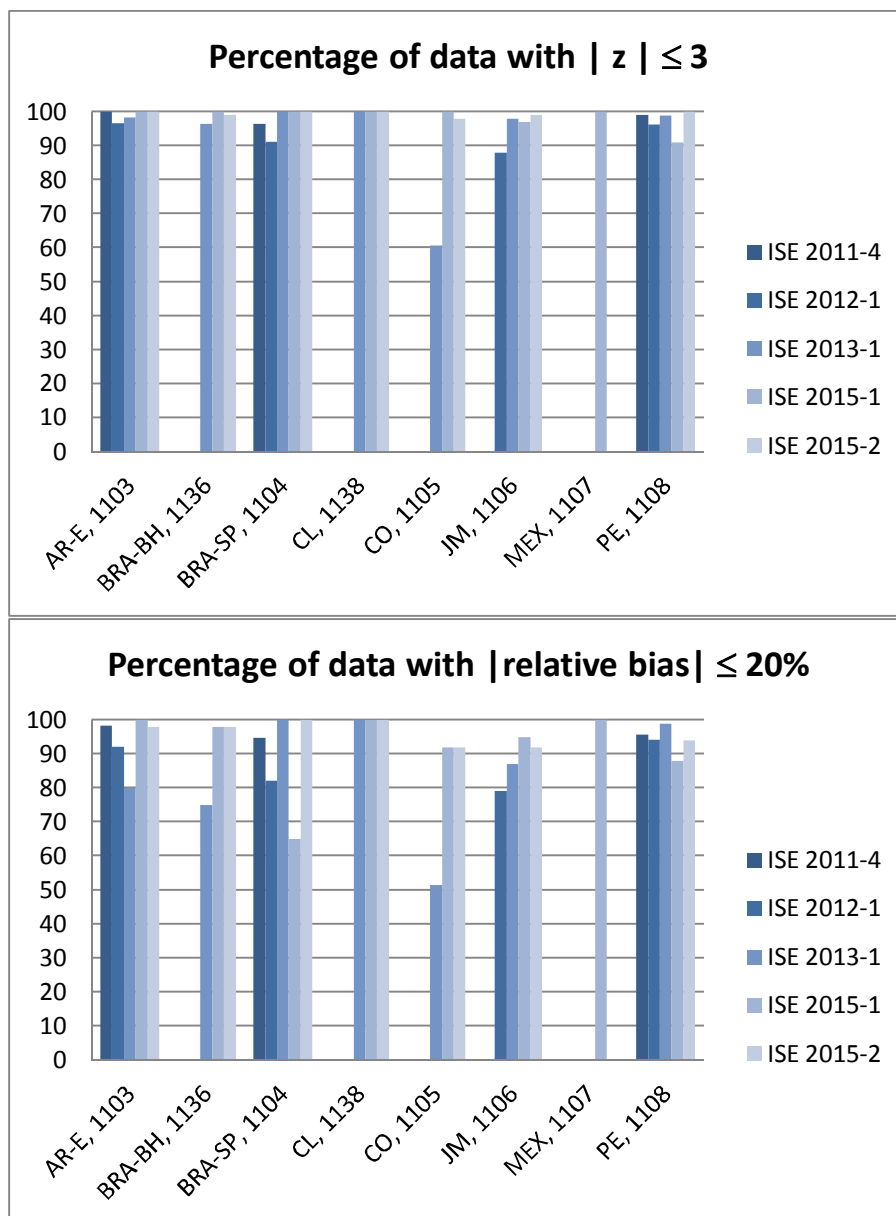 Percentage of data with | z | ≤ 3
100
90
80
70
60
50
40
30
20
10
0
AR-E, 1103
BRA-BH, 1136
BRA-SP, 1104
CL, 1138
CO, 1105
JM, 1106
MEX, 1107
PE, 1108
ISE 2011-4
ISE 2012-1
ISE 2013-1
ISE 2015-1
ISE 2015-2
Percentage of data with |relative bias| ≤ 20%
100
90
80
70
60
50
40
30
20
10
0
AR-E, 1103
BRA-BH, 1136
BRA-SP, 1104
CL, 1138
CO, 1105
JM, 1106
MEX, 1107
PE, 1108
ISE 2011-4
ISE 2012-1
ISE 2013-1
ISE 2015-1
ISE 2015-2